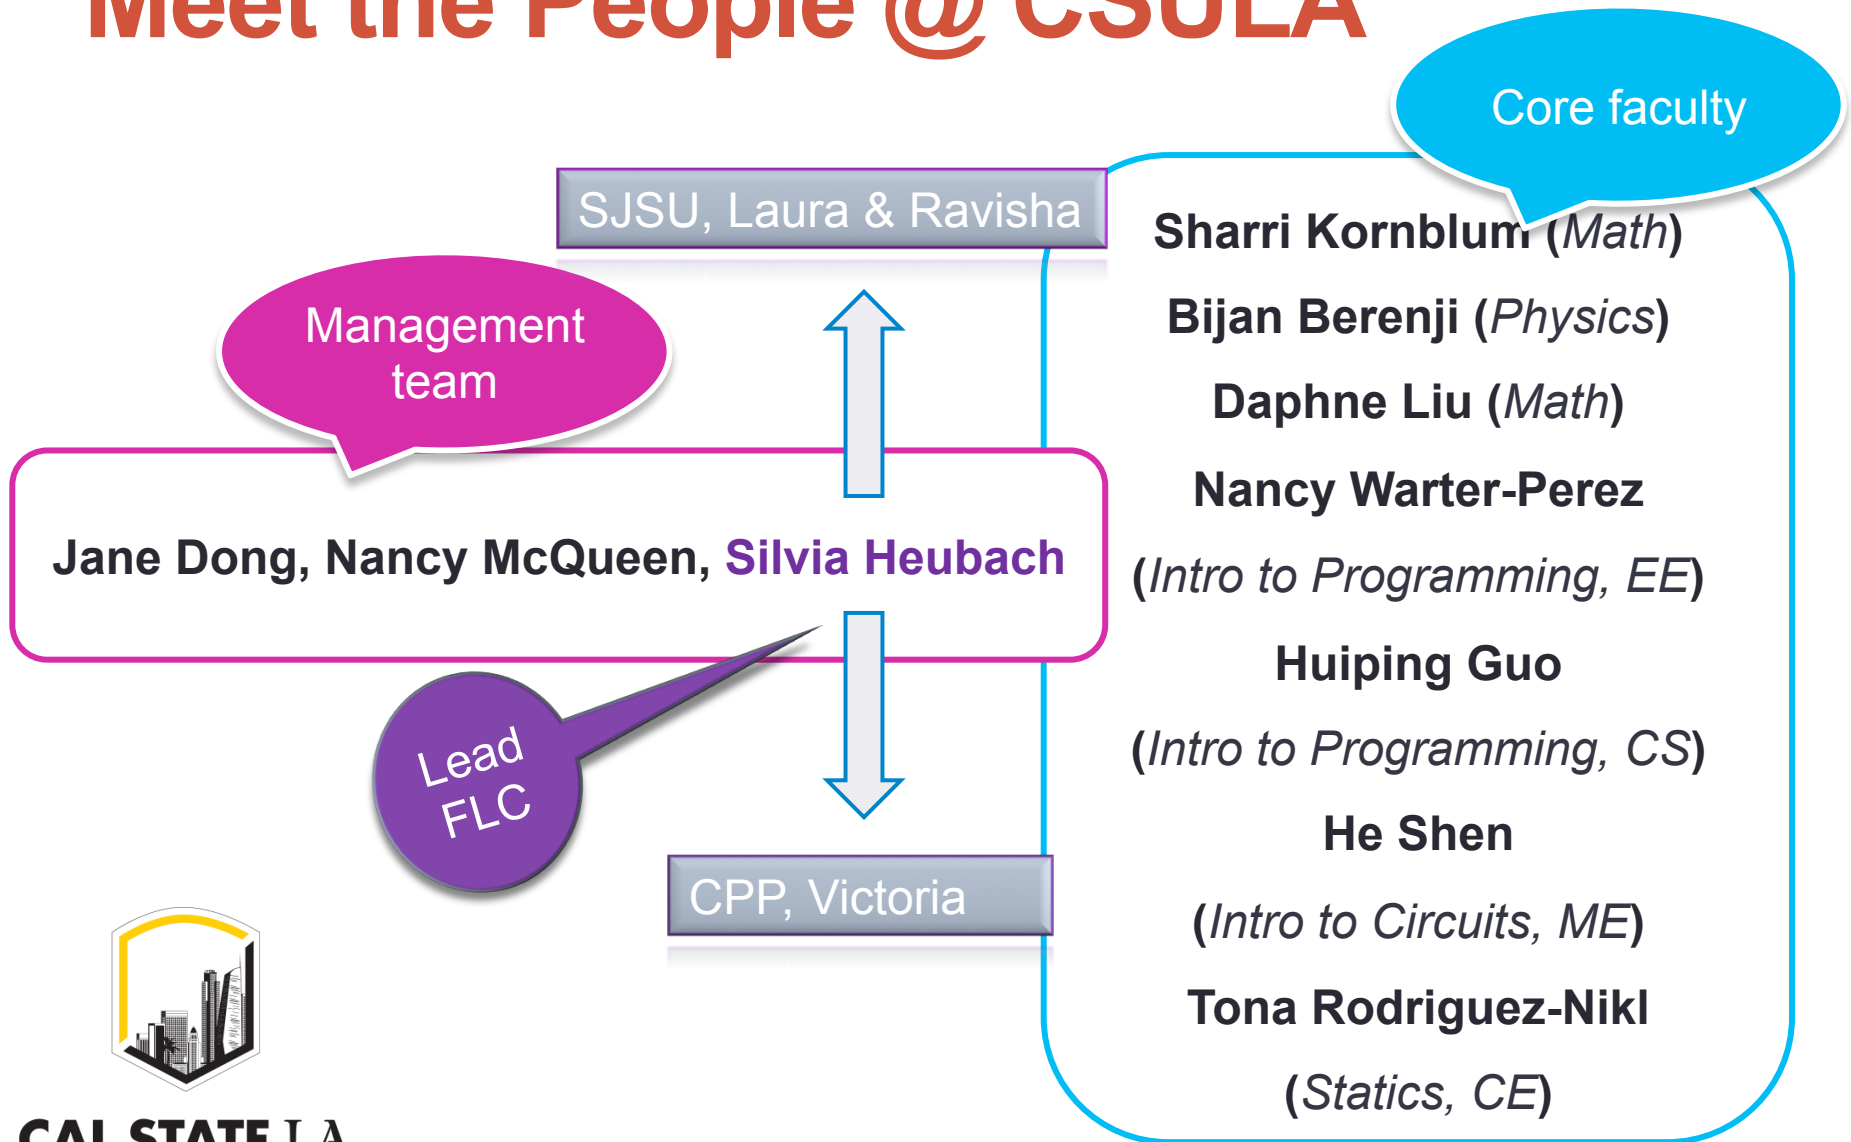 Meet the People @ CSULA
Core faculty
SJSU, Laura & Ravisha
Management
team
Jane Dong, Nancy McQueen, Silvia Heubach
Lead
FLC
CPP, Victoria
Sharri Kornblum (Math)
Bijan Berenji (Physics)
Daphne Liu (Math)
Nancy Warter-Perez
(Intro to Programming, EE)
Huiping Guo
(Intro to Programming, CS)
He Shen
(Intro to Circuits, ME)
Tona Rodriguez-Nikl
(Statics, CE)
CAL STATE LA